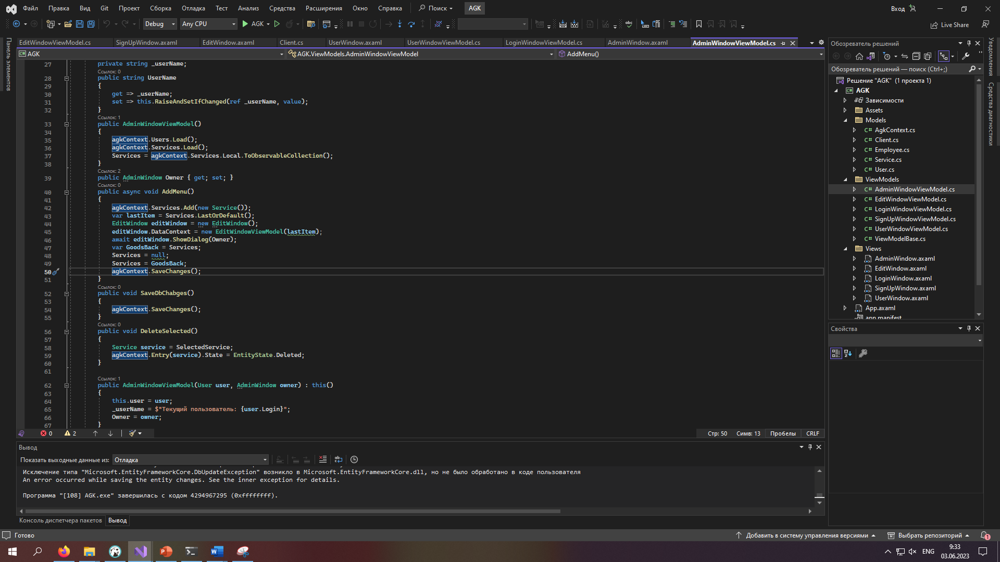 Файл Правка Вид Git Проект Сборка Отладка Тест Анализ Средства Расширения Окно Справка Поиск AGK Вход
Debug Any CPU AGK Live Share
Панель элементов
EditWindowViewModel.cs SignUpWindow.axaml EditWindow.axaml Client.cs UserWindow.axaml UserWindowViewModel.cs LoginWindowViewModel.cs AdminWindow.axaml AdminWindowViewModel.cs
AGK AGK.ViewModels.AdminWindowViewModel AddMenu()
27 private string _userName;
Ссылок: 0
28 public string UserName
29 {
30 get => _userName;
31 set => this.RaiseAndSetIfChanged(ref _userName, value);
32 }
Ссылок: 1
33 public AdminWindowViewModel()
34 {
35 agkContext.Users.Load();
36 agkContext.Services.Load();
37 Services = agkContext.Services.Local.ToObservableCollection();
38 }
Ссылок: 2
39 public AdminWindow Owner { get; set; }
Ссылок: 0
40 public async void AddMenu()
41 {
42 agkContext.Services.Add(new Service());
43 var lastItem = Services.LastOrDefault();
44 EditWindow editWindow = new EditWindow();
45 editWindow.DataContext = new EditWindowViewModel(lastItem);
46 await editWindow.ShowDialog(Owner);
47 var GoodsBack = Services;
48 Services = null;
49 Services = GoodsBack;
50 agkContext.SaveChanges();
51 }
Ссылок: 0
52 public void SaveDbChabges()
53 {
54 agkContext.SaveChanges();
55 }
Ссылок: 0
56 public void DeleteSelected()
57 {
58 Service service = SelectedService;
59 agkContext.Entry(service).State = EntityState.Deleted;
60 }
61
Ссылок: 1
62 public AdminWindowViewModel(User user, AdminWindow owner) : this()
63 {
64 this.user = user;
65 _userName = $"Текущий пользователь: {user.Login}";
66 Owner = owner;
67 }
0 2 Стр: 50 Симв: 13 Пробелы CRLF
Вывод
Показать выходные данные из: Отладка
Исключение типа "Microsoft.EntityFrameworkCore.DbUpdateException" возникло в Microsoft.EntityFrameworkCore.dll, но не было обработано в коде пользователя
An error occurred while saving the entity changes. See the inner exception for details.
Программа "[108] AGK.exe" завершилась с кодом 4294967295 (0xffffffff).
Консоль диспетчера пакетов Вывод
Обозреватель решений
Обозреватель решений — поиск (Ctrl+;)
Решение "AGK" (1 проекта 1)
AGK
Зависимости
Assets
Models
C# AgkContext.cs
C# Client.cs
C# Employee.cs
C# Service.cs
C# User.cs
ViewModels
C# AdminWindowViewModel.cs
C# EditWindowViewModel.cs
C# LoginWindowViewModel.cs
C# SignUpWindowViewModel.cs
C# UserWindowViewModel.cs
C# ViewModelBase.cs
Views
AdminWindow.axaml
EditWindow.axaml
LoginWindow.axaml
SignUpWindow.axaml
UserWindow.axaml
App.axaml
app.manifest
Свойства
Уведомления
Средства диагностики
Готово Добавить в систему управления версиями Выбрать репозиторий 1
ENG 9:33
03.06.2023